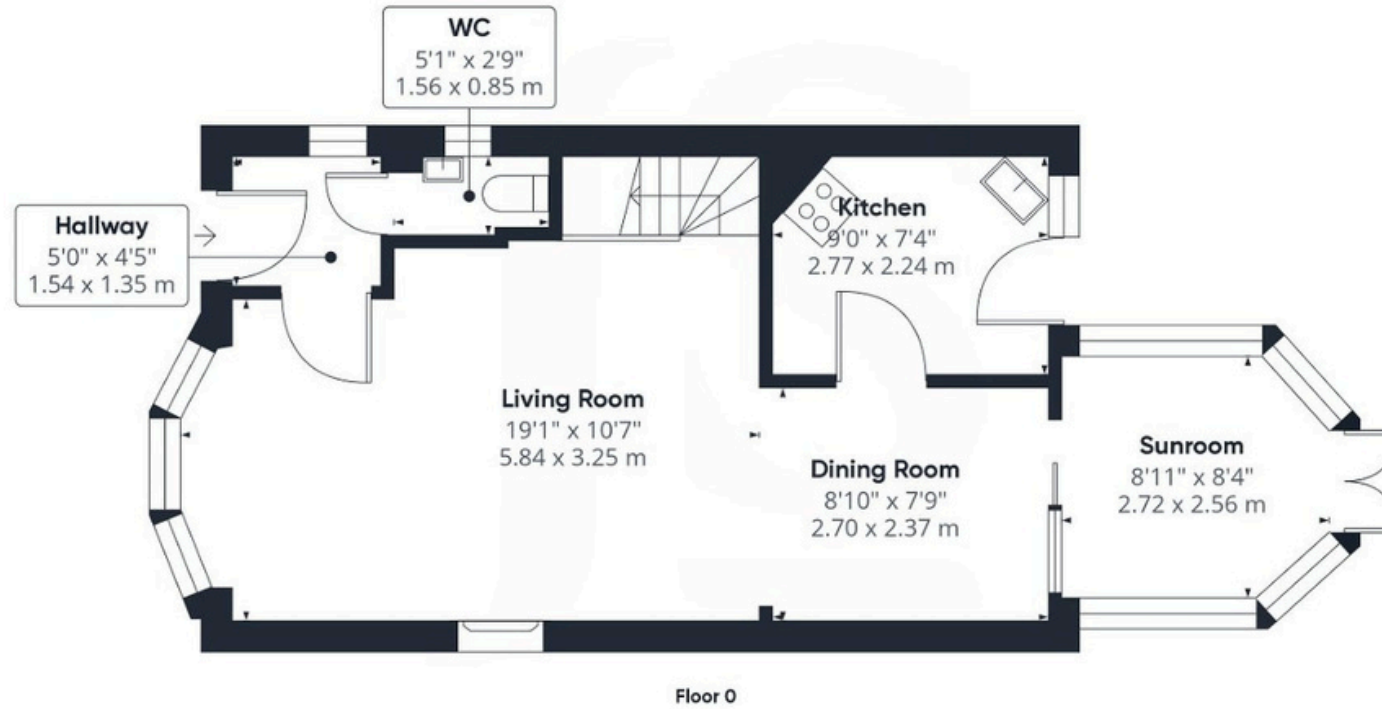 WC
5'1" x 2'9"
1.56 x 0.85 m
Hallway
5'0" x 4'5"
1.54 x 1.35 m
Kitchen
9'0" x 7'4"
2.77 x 2.24 m
Living Room
19'1" x 10'7"
5.84 x 3.25 m
Dining Room
8'10" x 7'9"
2.70 x 2.37 m
Sunroom
8'11" x 8'4"
2.72 x 2.56 m
Floor 0